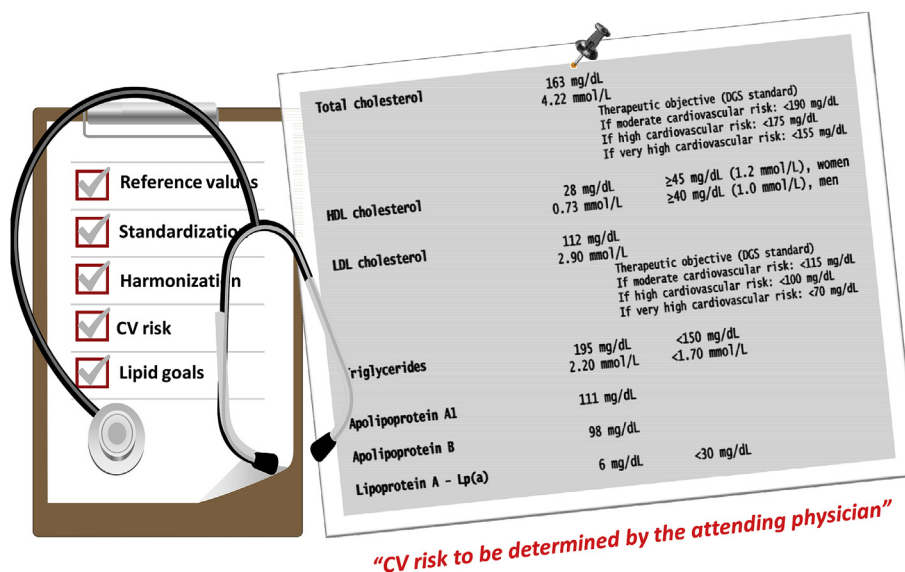 Reference values
Standardization
Harmonization
CV risk
Lipid goals
Total cholesterol 163 mg/dL
4.22 mmol/L
Therapeutic objective (DGS standard)
If moderate cardiovascular risk: <190 mg/dL
If high cardiovascular risk: <175 mg/dL
If very high cardiovascular risk: <155 mg/dL
HDL cholesterol 28 mg/dL ≥45 mg/dL (1.2 mmol/L), women
0.73 mmol/L ≥40 mg/dL (1.0 mmol/L), men
LDL cholesterol 112 mg/dL
2.90 mmol/L
Therapeutic objective (DGS standard)
If moderate cardiovascular risk: <115 mg/dL
If high cardiovascular risk: <100 mg/dL
If very high cardiovascular risk: <70 mg/dL
Triglycerides 195 mg/dL <150 mg/dL
2.20 mmol/L <1.70 mmol/L
Apolipoprotein A1 111 mg/dL
Apolipoprotein B 98 mg/dL
Lipoprotein A - Lp(a) 6 mg/dL <30 mg/dL
“CV risk to be determined by the attending physician”